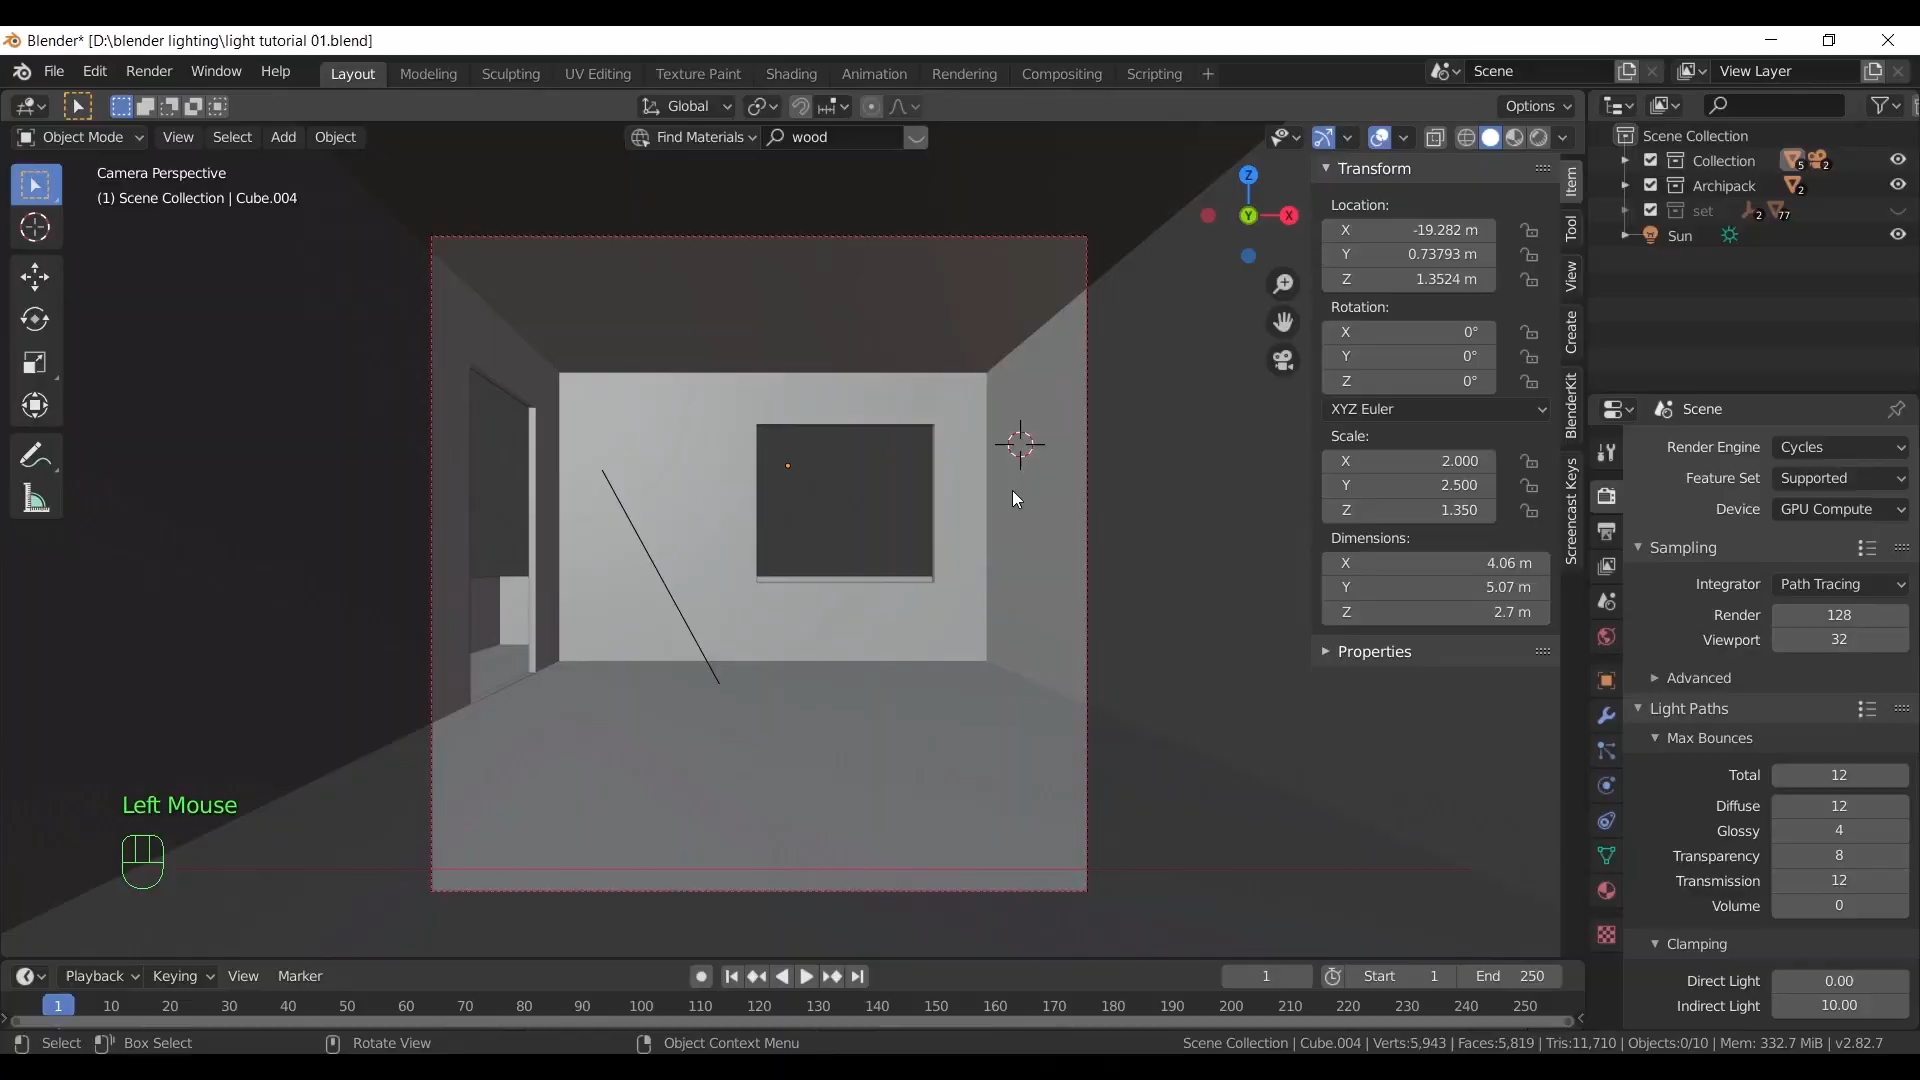 Blender* [D:\blender lighting\light tutorial 01.blend]
File Edit Render Window Help Layout Modeling Sculpting UV Editing Texture Paint Shading Animation Rendering Compositing Scripting + Scene View Layer
Global Options
Object Mode View Select Add Object Find Materials wood
Camera Perspective
(1) Scene Collection | Cube.004
Z
Y
X
Transform
Location:
X -19.282 m
Y 0.73793 m
Z 1.3524 m
Rotation:
X 0°
Y 0°
Z 0°
XYZ Euler
Scale:
X 2.000
Y 2.500
Z 1.350
Dimensions:
X 4.06 m
Y 5.07 m
Z 2.7 m
Properties
Item
Tool
View
Create
BlenderKit
Screencast Keys
Scene Collection
Collection 5 2
Archipack 2
set 2 77
Sun
Scene
Render Engine Cycles
Feature Set Supported
Device GPU Compute
Sampling
Integrator Path Tracing
Render 128
Viewport 32
Advanced
Light Paths
Max Bounces
Total 12
Diffuse 12
Glossy 4
Transparency 8
Transmission 12
Volume 0
Clamping
Direct Light 0.00
Indirect Light 10.00
Left Mouse
Playback Keying View Marker 1 Start 1 End 250
1 10 20 30 40 50 60 70 80 90 100 110 120 130 140 150 160 170 180 190 200 210 220 230 240 250
Select Box Select Rotate View Object Context Menu Scene Collection | Cube.004 | Verts:5,943 | Faces:5,819 | Tris:11,710 | Objects:0/10 | Mem: 332.7 MiB | v2.82.7